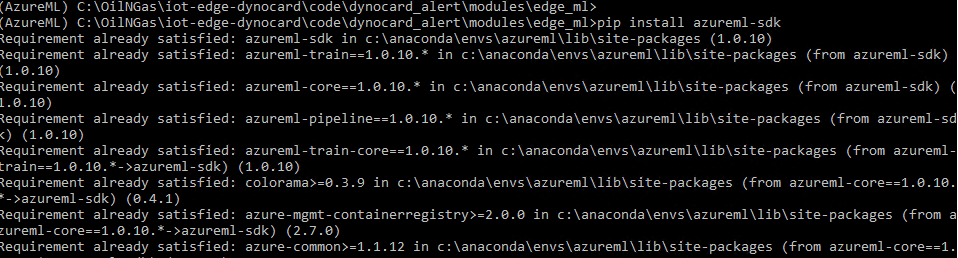 (AzureML) C:\OilNGas\iot-edge-dynocard\code\dynocard_alert\modules\edge_ml>
(AzureML) C:\OilNGas\iot-edge-dynocard\code\dynocard_alert\modules\edge_ml>pip install azureml-sdk
Requirement already satisfied: azureml-sdk in c:\anaconda\envs\azureml\lib\site-packages (1.0.10)
Requirement already satisfied: azureml-train==1.0.10.* in c:\anaconda\envs\azureml\lib\site-packages (from azureml-sdk)
(1.0.10)
Requirement already satisfied: azureml-core==1.0.10.* in c:\anaconda\envs\azureml\lib\site-packages (from azureml-sdk) (
1.0.10)
Requirement already satisfied: azureml-pipeline==1.0.10.* in c:\anaconda\envs\azureml\lib\site-packages (from azureml-sd
k) (1.0.10)
Requirement already satisfied: azureml-train-core==1.0.10.* in c:\anaconda\envs\azureml\lib\site-packages (from azureml-
train==1.0.10.*->azureml-sdk) (1.0.10)
Requirement already satisfied: colorama>=0.3.9 in c:\anaconda\envs\azureml\lib\site-packages (from azureml-core==1.0.10.
*->azureml-sdk) (0.4.1)
Requirement already satisfied: azure-mgmt-containerregistry>=2.0.0 in c:\anaconda\envs\azureml\lib\site-packages (from a
zureml-core==1.0.10.*->azureml-sdk) (2.7.0)
Requirement already satisfied: azure-common>=1.1.12 in c:\anaconda\envs\azureml\lib\site-packages (from azureml-core==1.